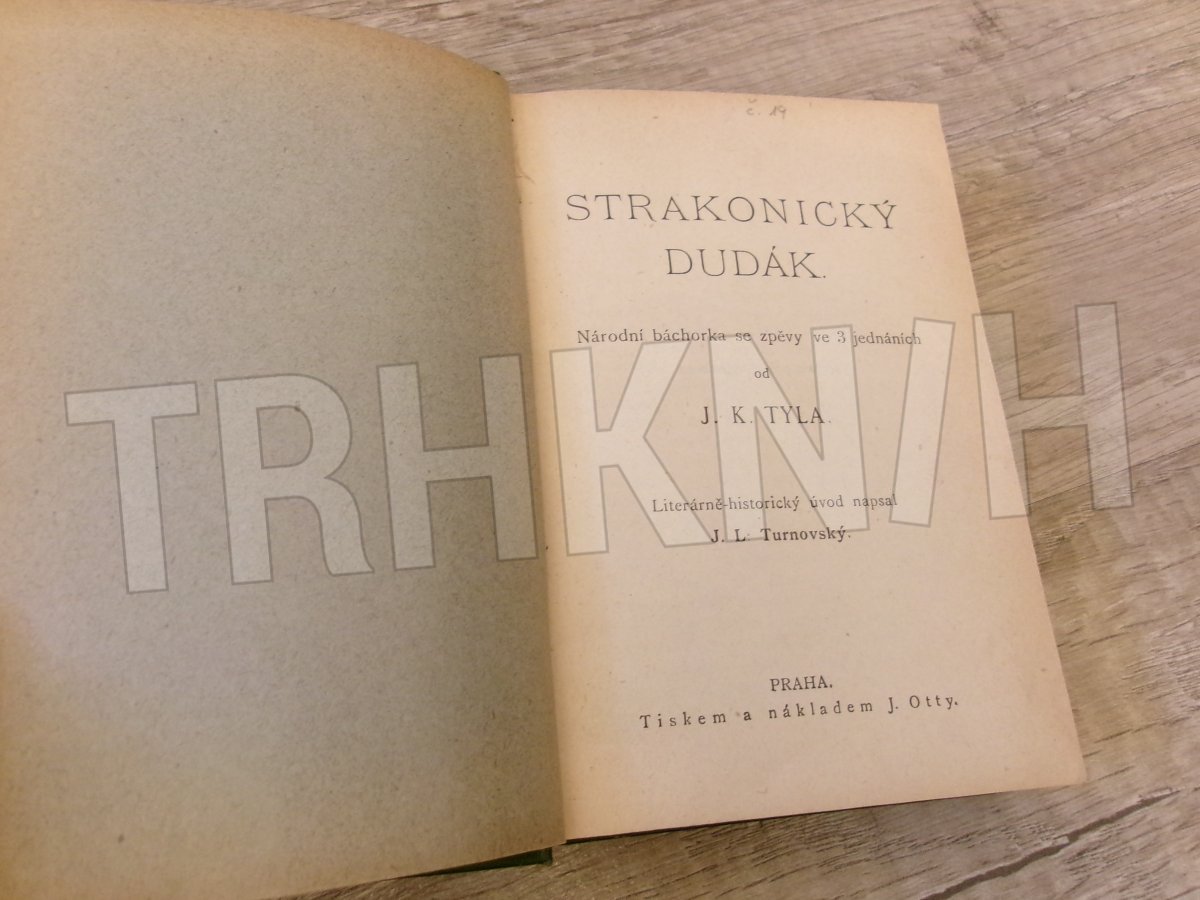 č. 14
STRAKONICKÝ
DUDÁK.
Národní báchorka se zpěvy ve 3 jednáních
od
J. K. TYLA.
Literárně-historický úvod napsal
J. L. Turnovský.
PRAHA.
Tiskem a nákladem J. Otty.
TRHKNIH